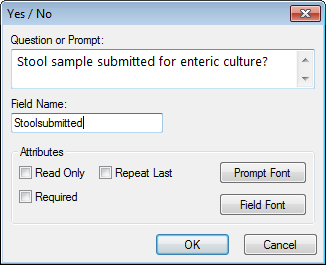 Yes / No
Question or Prompt:
Stool sample submitted for enteric culture?
Field Name:
Stoolsubmitted
Attributes
Read Only Repeat Last Prompt Font
Required Field Font
OK Cancel